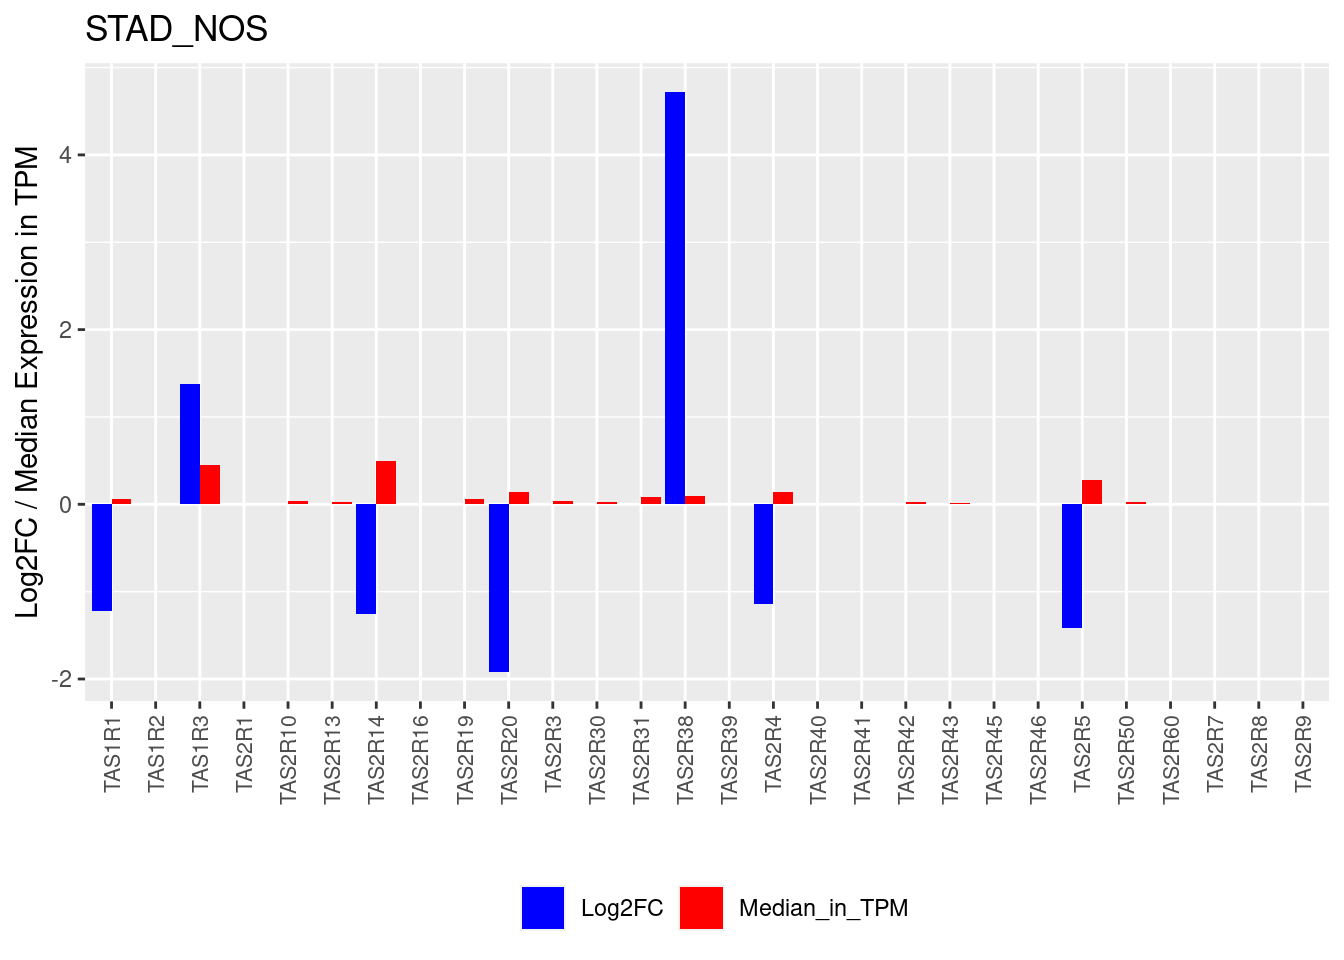 STAD_NOS
Log2FC / Median Expression in TPM
4
2
0
-2
TAS1R1
TAS1R2
TAS1R3
TAS2R1
TAS2R10
TAS2R13
TAS2R14
TAS2R16
TAS2R19
TAS2R20
TAS2R3
TAS2R30
TAS2R31
TAS2R38
TAS2R39
TAS2R4
TAS2R40
TAS2R41
TAS2R42
TAS2R43
TAS2R45
TAS2R46
TAS2R5
TAS2R50
TAS2R60
TAS2R7
TAS2R8
TAS2R9
Log2FC
Median_in_TPM